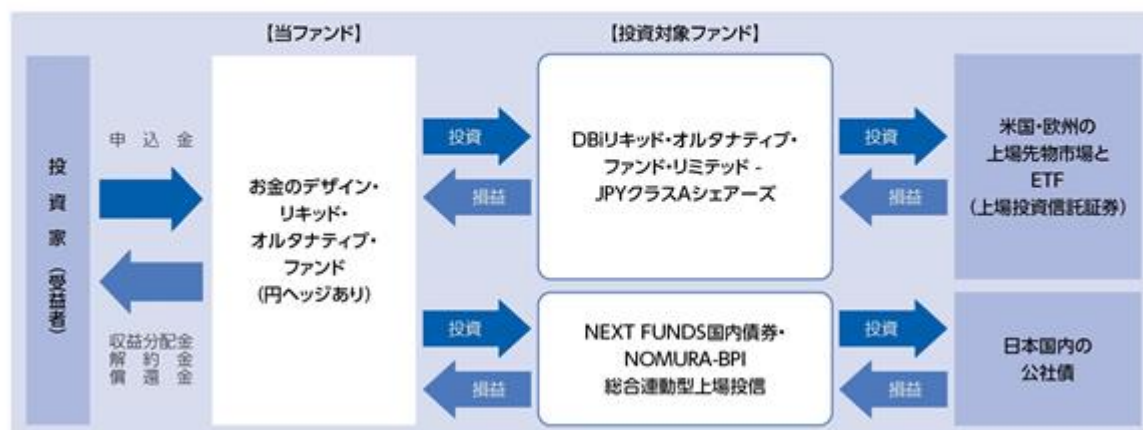 【当ファンド】
【投資対象ファンド】
投資家(受益者)
申込金
収益分配金
解約金
償還金
お金のデザイン・
リキッド・
オルタナティブ・
ファンド
(円ヘッジあり)
投資
損益
DBiリキッド・オルタナティブ・
ファンド・リミテッド -
JPYクラスAシェアーズ
投資
損益
米国・欧州の
上場先物市場と
ETF
(上場投資信託証券)
投資
損益
NEXT FUNDS国内債券・
NOMURA-BPI
総合連動型上場投信
投資
損益
日本国内の
公社債